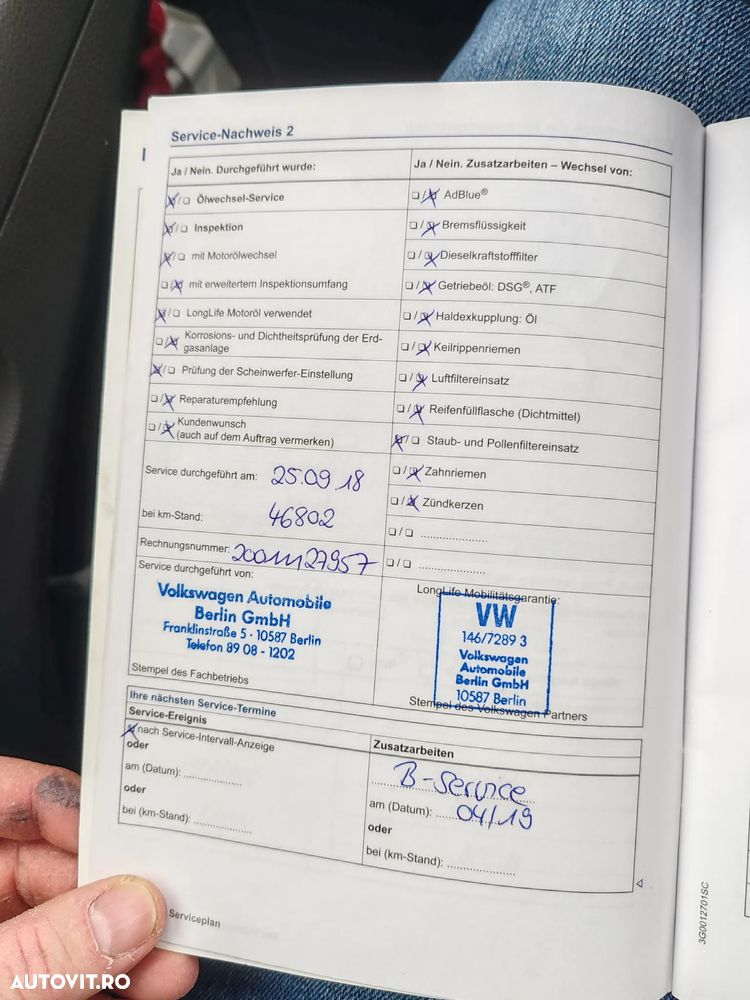 Service-Nachweis 2
Ja / Nein. Durchgeführt wurde:
Ölwechsel-Service
Inspektion
mit Motorölwechsel
mit erweitertem Inspektionsumfang
LongLife Motoröl verwendet
Korrosions- und Dichtheitsprüfung der Erd-
gasanlage
Prüfung der Scheinwerfer-Einstellung
Reparaturempfehlung
Kundenwunsch
(auch auf dem Auftrag vermerken)
Service durchgeführt am: 25.09.18
bei km-Stand: 46802
Rechnungsnummer:
Service durchgeführt von:
Volkswagen Automobile
Berlin GmbH
Franklinstraße 5 · 10587 Berlin
Telefon 89 08 - 1202
Stempel des Fachbetriebs
Ja / Nein. Zusatzarbeiten – Wechsel von:
AdBlue®
Bremsflüssigkeit
Dieselkraftstofffilter
Getriebeöl: DSG®, ATF
Haldexkupplung: Öl
Keilrippenriemen
Luftfiltereinsatz
Reifenfüllflasche (Dichtmittel)
Staub- und Pollenfiltereinsatz
Zahnriemen
Zündkerzen
LongLife Mobilitätsgarantie:
VW
146/7289 3
Volkswagen
Automobile
Berlin GmbH
10587 Berlin
Stempel des Volkswagen Partners
Ihre nächsten Service-Termine
Service-Ereignis
nach Service-Intervall-Anzeige
oder
am (Datum): ................
oder
bei (km-Stand): ................
Zusatzarbeiten
B-Service
am (Datum): 04/19
oder
bei (km-Stand): ................
Serviceplan
3G0012701SC
AUTOVIT.RO